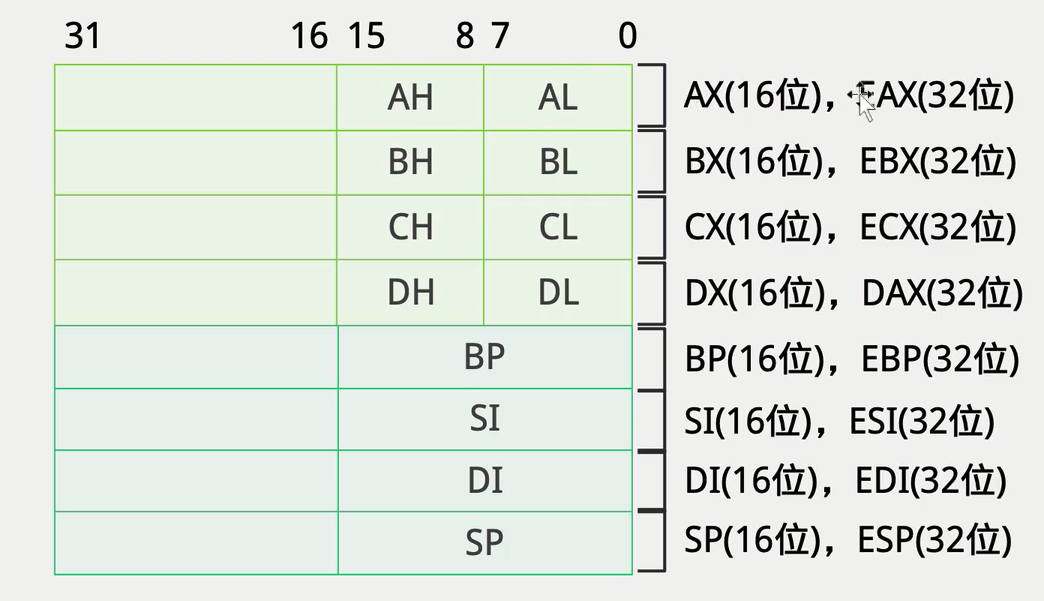 31 16 15 8 7 0
AH AL AX(16位)，EAX(32位)
BH BL BX(16位)，EBX(32位)
CH CL CX(16位)，ECX(32位)
DH DL DX(16位)，DAX(32位)
BP BP(16位)，EBP(32位)
SI SI(16位)，ESI(32位)
DI DI(16位)，EDI(32位)
SP SP(16位)，ESP(32位)